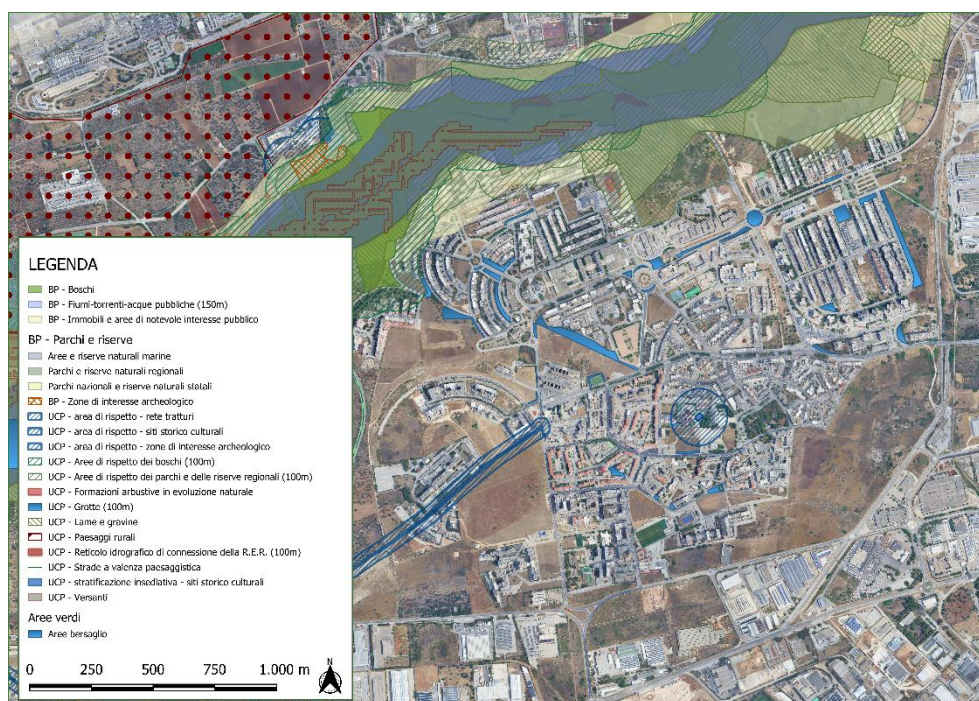 LEGENDA
BP - Boschi
BP - Fiumi-torrenti-acque pubbliche (150m)
BP - Immobili e aree di notevole interesse pubblico
BP - Parchi e riserve
Aree e riserve naturali marine
Parchi e riserve naturali regionali
Parchi nazionali e riserve naturali statali
BP - Zone di interesse archeologico
UCP - area di rispetto - rete tratturi
UCP - area di rispetto - siti storico culturali
UCP - area di rispetto - zone di interesse archeologico
UCP - Aree di rispetto dei boschi (100m)
UCP - Aree di rispetto dei parchi e delle riserve regionali (100m)
UCP - Formazioni arbustive in evoluzione naturale
UCP - Grotte (100m)
UCP - Lame e gravine
UCP - Paesaggi rurali
UCP - Reticolo idrografico di connessione della R.E.R. (100m)
UCP - Strade a valenza paesaggistica
UCP - stratificazione insediativa - siti storico culturali
UCP - Versanti
Aree verdi
Aree bersaglio
0 250 500 750 1.000 m
N